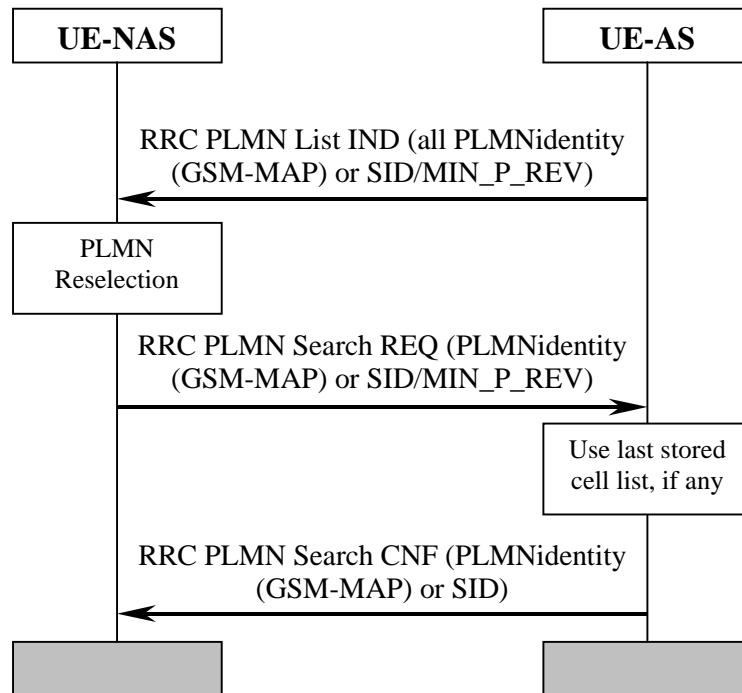 UE-NAS
UE-AS
RRC PLMN List IND (all PLMNidentity
(GSM-MAP) or SID/MIN_P_REV)
PLMN
Reselection
RRC PLMN Search REQ (PLMNidentity
(GSM-MAP) or SID/MIN_P_REV)
Use last stored
cell list, if any
RRC PLMN Search CNF (PLMNidentity
(GSM-MAP) or SID)